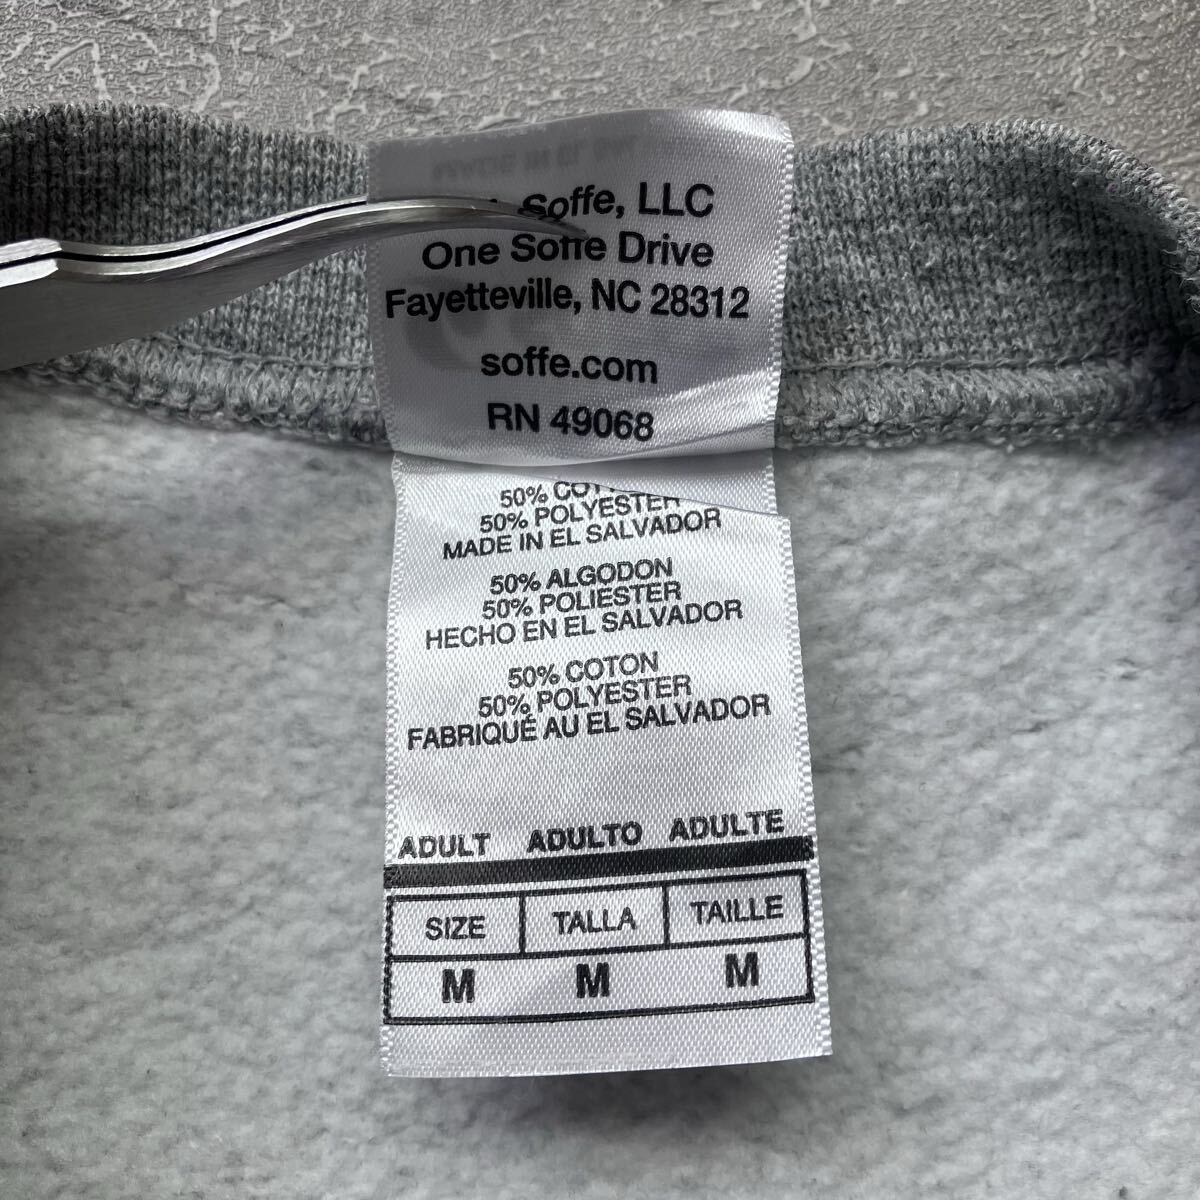 Soffe, LLC
One Soffe Drive
Fayetteville, NC 28312
soffe.com
RN 49068
50%
50% POLYESTER
MADE IN EL SALVADOR
50% ALGODON
50% POLIESTER
HECHO EN EL SALVADOR
50% COTON
50% POLYESTER
FABRIQUÉ AU EL SALVADOR
ADULT ADULTO ADULTE
SIZE TALLA TAILLE
M M M